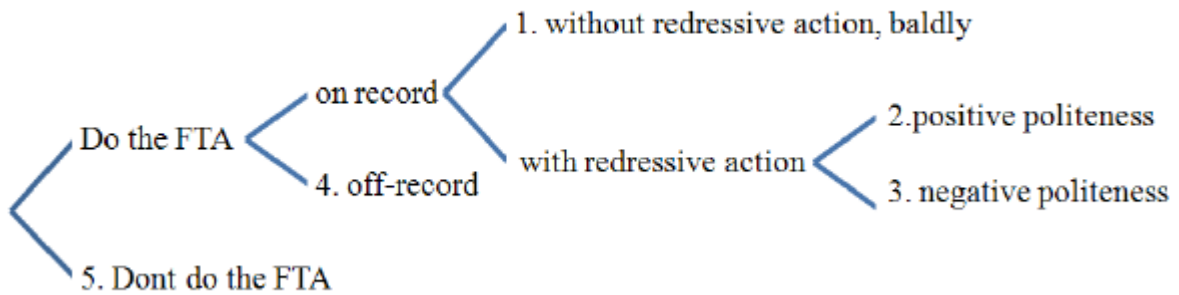 1. without redressive action, baldly
on record
Do the FTA
2.positive politeness
with redressive action
4. off-record
3. negative politeness
5. Dont do the FTA